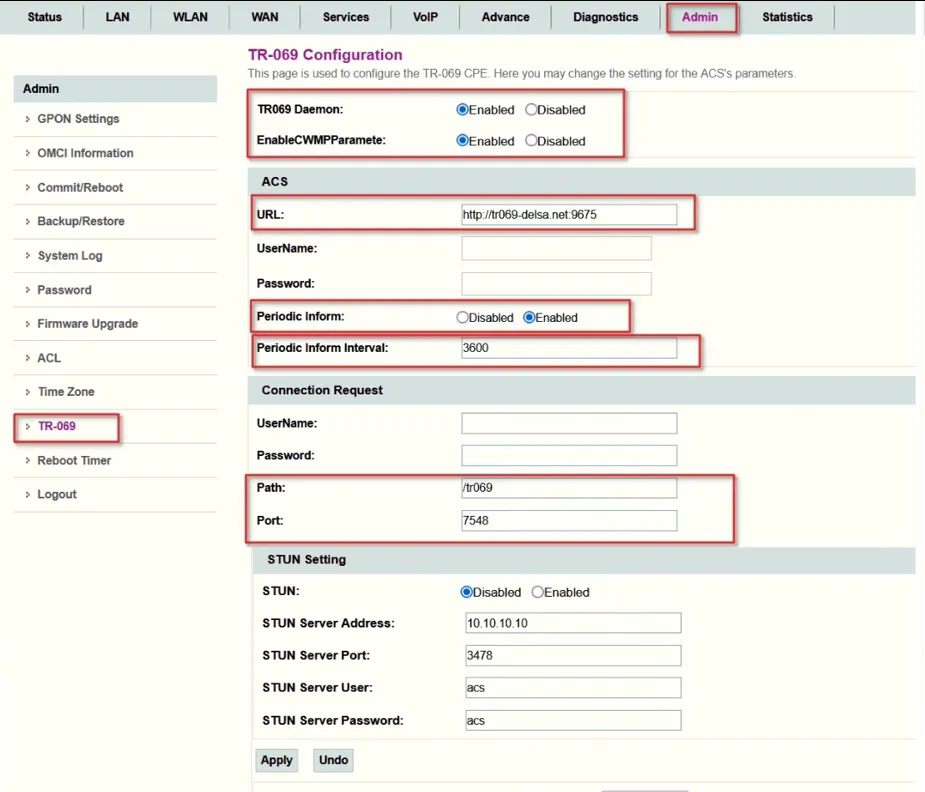 Status LAN WLAN WAN Services VoIP Advance Diagnostics Admin Statistics
TR-069 Configuration
This page is used to configure the TR-069 CPE. Here you may change the setting for the ACS's parameters.
Admin
GPON Settings
OMCI Information
Commit/Reboot
Backup/Restore
System Log
Password
Firmware Upgrade
ACL
Time Zone
TR-069
Reboot Timer
Logout
TR069 Daemon: Enabled Disabled
EnableCWMPParamete: Enabled Disabled
ACS
URL: http://tr069-delsa.net:9675
UserName:
Password:
Periodic Inform: Disabled Enabled
Periodic Inform Interval: 3600
Connection Request
UserName:
Password:
Path: /tr069
Port: 7548
STUN Setting
STUN: Disabled Enabled
STUN Server Address: 10.10.10.10
STUN Server Port: 3478
STUN Server User: acs
STUN Server Password: acs
Apply Undo